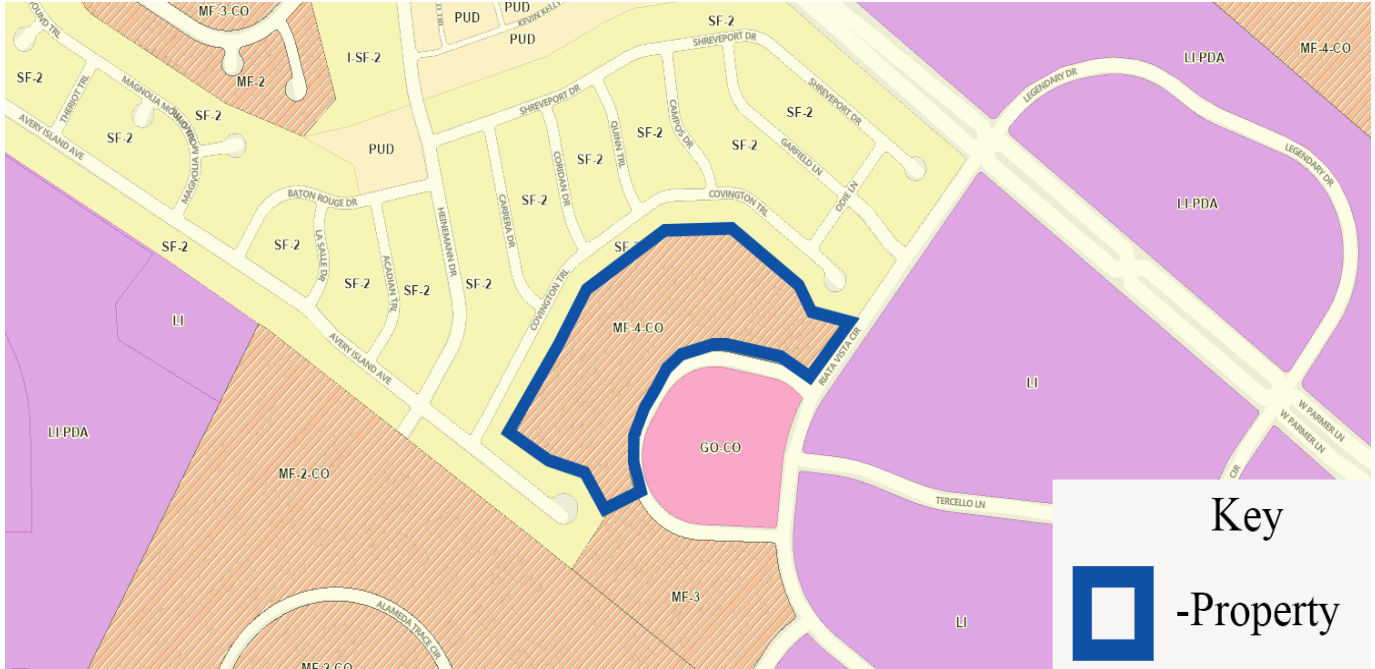 MF-3-CO
PUD
PUD
KEVIN KELLY
SF-2
PUD
I-SF-2
SHREVEPORT DR
LI-PDA
MF-4-CO
SF-2
MF-2
LEGENDARY DR
THERIOT TRL
SF-2
SHREVEPORT DR
SHREVEPORT DR
SF-2
AVERY ISLAND AVE
SF-2
QUINN TRL
SF-2
CAMPOS DR
SF-2
GARFIELD LN
PUD
CORIDAN DR
SF-2
LEGENDARY DR
BATON ROUGE DR
CARRERA DR
SF-2
COVINGTON TRL
ODIE LN
LI-PDA
HEINEMANN DR
SF-2
LA SALLE DR
SF-2
SF-2
ACADIAN TRL
SF-2
SF-2
COVINGTON TRL
LI
MF-4-CO
RIATA VISTA CIR
AVERY ISLAND AVE
LI
W PARMER LN
W PARMER LN
LI-PDA
GO-CO
MF-2-CO
CIR
TERCELLO LN
Key
MF-3
ALAMEDA TRACE CIR
-Property
LI